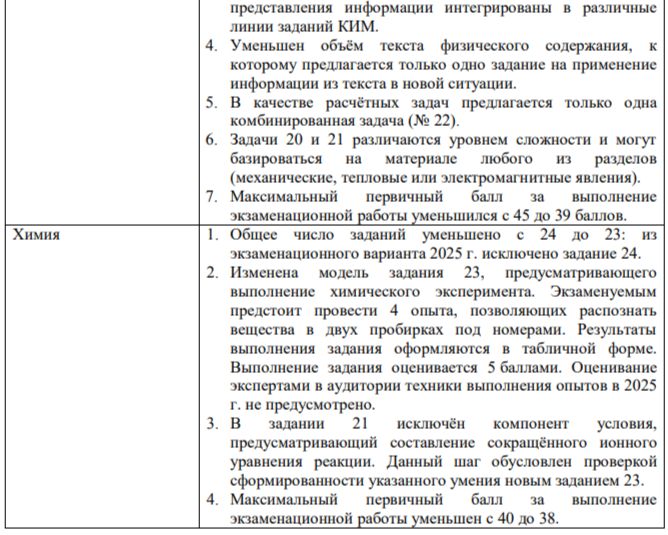 представления информации интегрированы в различные
линии заданий КИМ.
4. Уменьшен объём текста физического содержания, к
которому предлагается только одно задание на применение
информации из текста в новой ситуации.
5. В качестве расчётных задач предлагается только одна
комбинированная задача (№ 22).
6. Задачи 20 и 21 различаются уровнем сложности и могут
базироваться на материале любого из разделов
(механические, тепловые или электромагнитные явления).
7. Максимальный первичный балл за выполнение
экзаменационной работы уменьшился с 45 до 39 баллов.
Химия
1. Общее число заданий уменьшено с 24 до 23: из
экзаменационного варианта 2025 г. исключено задание 24.
2. Изменена модель задания 23, предусматривающего
выполнение химического эксперимента. Экзаменуемым
предстоит провести 4 опыта, позволяющих распознать
вещества в двух пробирках под номерами. Результаты
выполнения задания оформляются в табличной форме.
Выполнение задания оценивается 5 баллами. Оценивание
экспертами в аудитории техники выполнения опытов в 2025
г. не предусмотрено.
3. В задании 21 исключён компонент условия,
предусматривающий составление сокращённого ионного
уравнения реакции. Данный шаг обусловлен проверкой
сформированности указанного умения новым заданием 23.
4. Максимальный первичный балл за выполнение
экзаменационной работы уменьшен с 40 до 38.